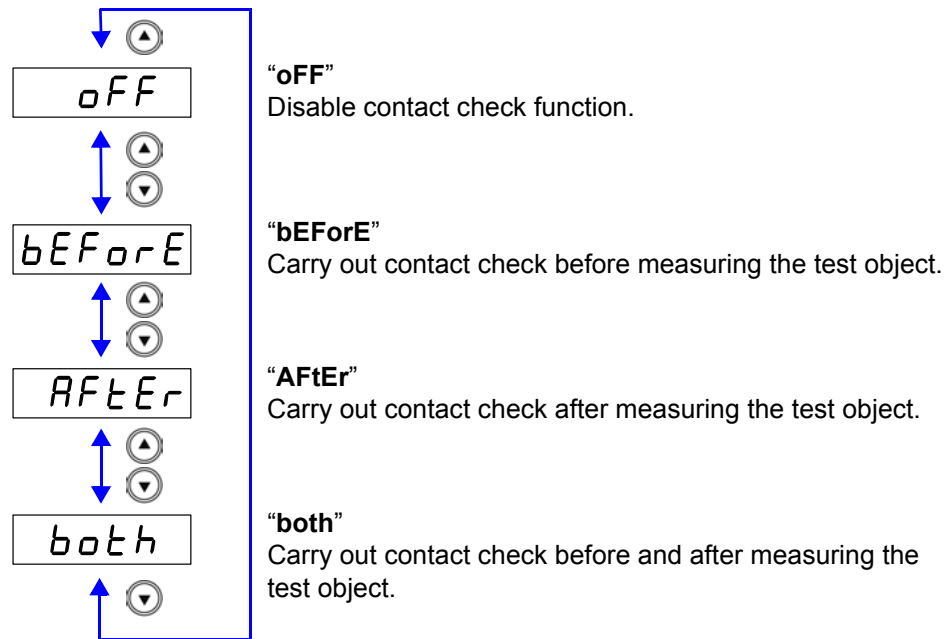 oFF
“oFF”
Disable contact check function.
bEForE
“bEForE”
Carry out contact check before measuring the test object.
AFtEr
“AFtEr”
Carry out contact check after measuring the test object.
both
“both”
Carry out contact check before and after measuring the
test object.